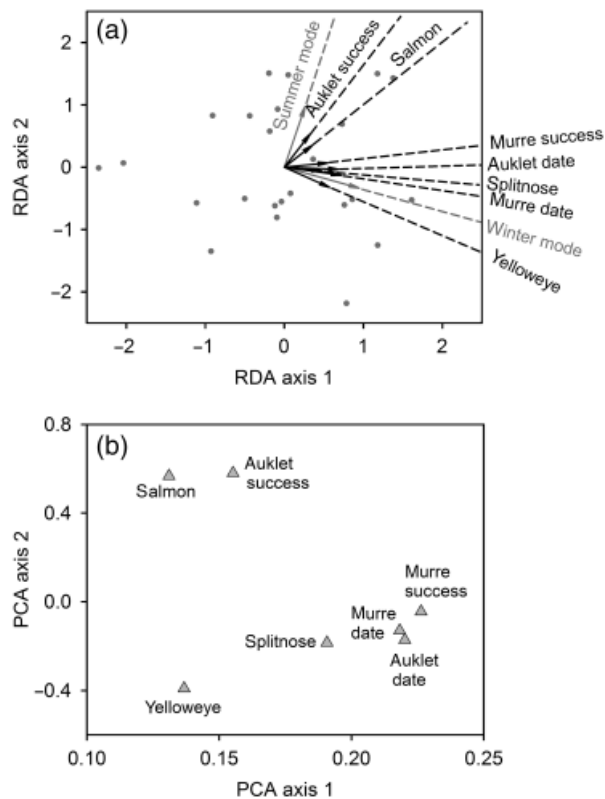 (a)
2
1
0
−1
−2
RDA axis 2
Summer mode
Auklet success
Salmon
Murre success
Auklet date
Splitnose
Murre date
Winter mode
Yelloweye
−2
−1
0
1
2
RDA axis 1
(b)
0.8
0.4
0.0
−0.4
PCA axis 2
Salmon
Auklet
success
Murre
success
Murre
date
Splitnose
Auklet
date
Yelloweye
0.10
0.15
0.20
0.25
PCA axis 1